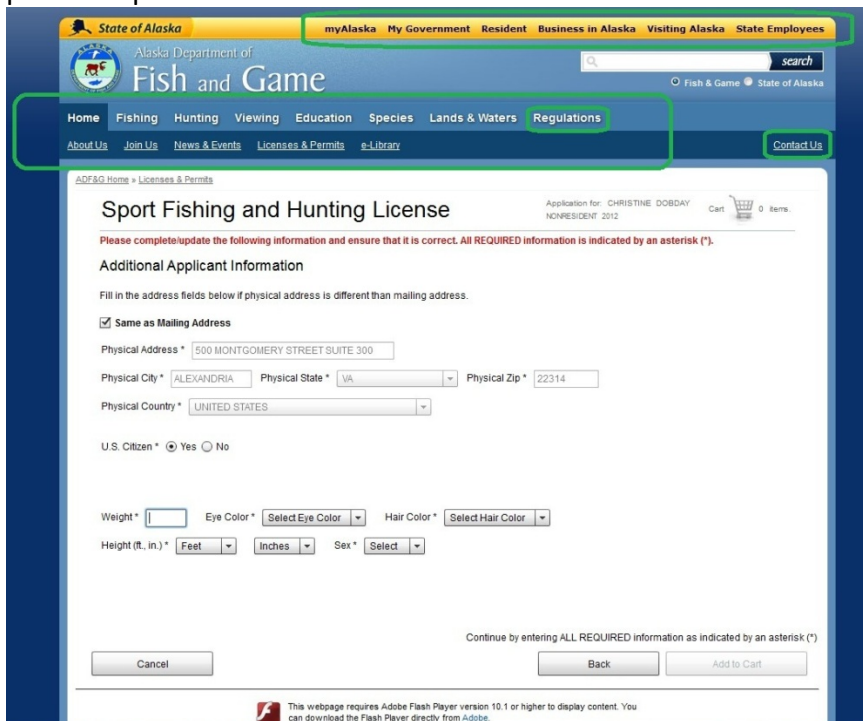 State of Alaska
myAlaska My Government Resident Business in Alaska Visiting Alaska State Employees
Alaska Department of
Fish and Game
search
Fish & Game State of Alaska
Home Fishing Hunting Viewing Education Species Lands & Waters Regulations
About Us Join Us News & Events Licenses & Permits e-Library Contact Us
ADF&G Home » Licenses & Permits
Sport Fishing and Hunting License
Application for: CHRISTINE DOBDAY
NONRESIDENT 2012
Cart 0 items.
Please complete/update the following information and ensure that it is correct. All REQUIRED information is indicated by an asterisk (*).
Additional Applicant Information
Fill in the address fields below if physical address is different than mailing address.
Same as Mailing Address
Physical Address * 500 MONTGOMERY STREET SUITE 300
Physical City * ALEXANDRIA Physical State * VA Physical Zip * 22314
Physical Country * UNITED STATES
U.S. Citizen * Yes No
Weight * Eye Color * Select Eye Color Hair Color * Select Hair Color
Height (ft., in.) * Feet Inches Sex * Select
Continue by entering ALL REQUIRED information as indicated by an asterisk (*)
Cancel Back Add to Cart
This webpage requires Adobe Flash Player version 10.1 or higher to display content. You
can download the Flash Player directly from Adobe.